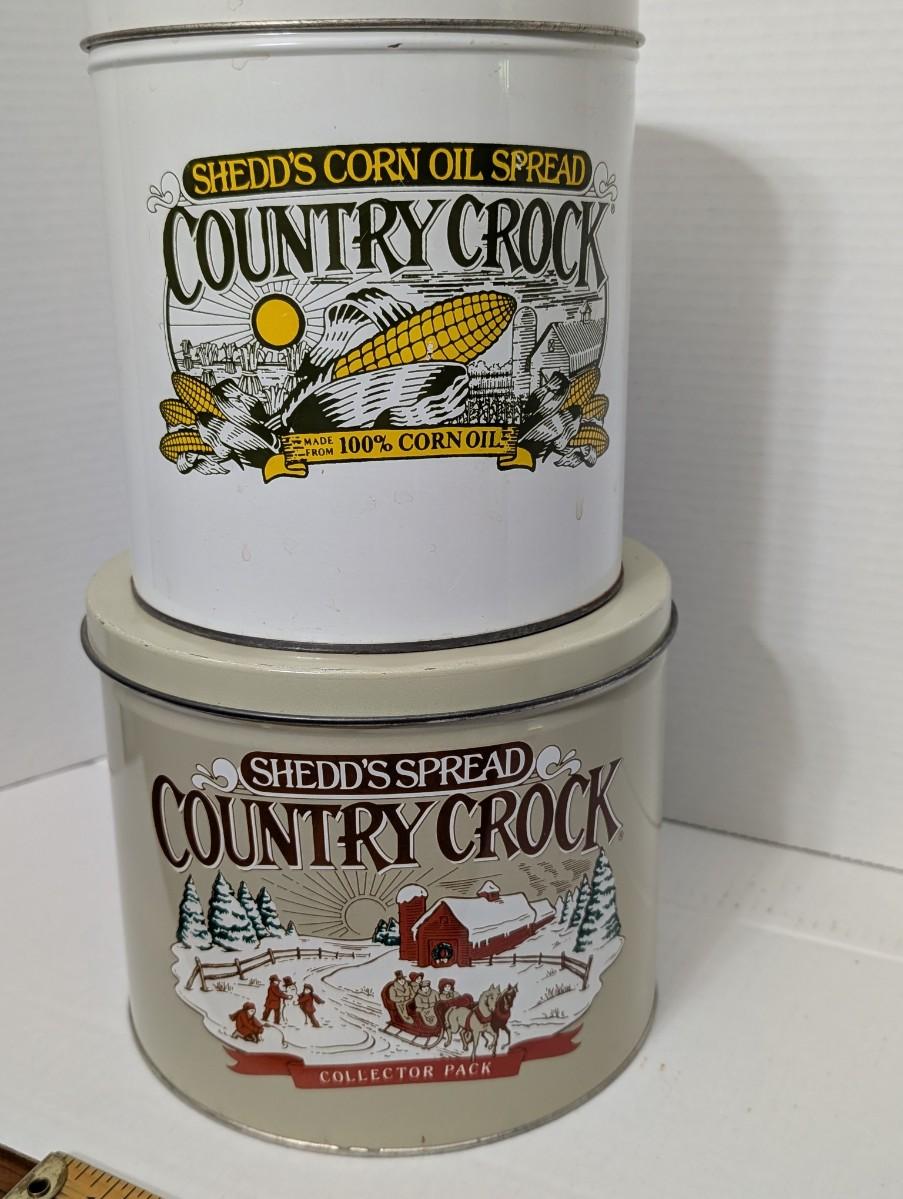 SHEDD'S CORN OIL SPREAD
COUNTRY CROCK®
MADE FROM 100% CORN OIL
SHEDD'S SPREAD
COUNTRY CROCK®
COLLECTOR PACK